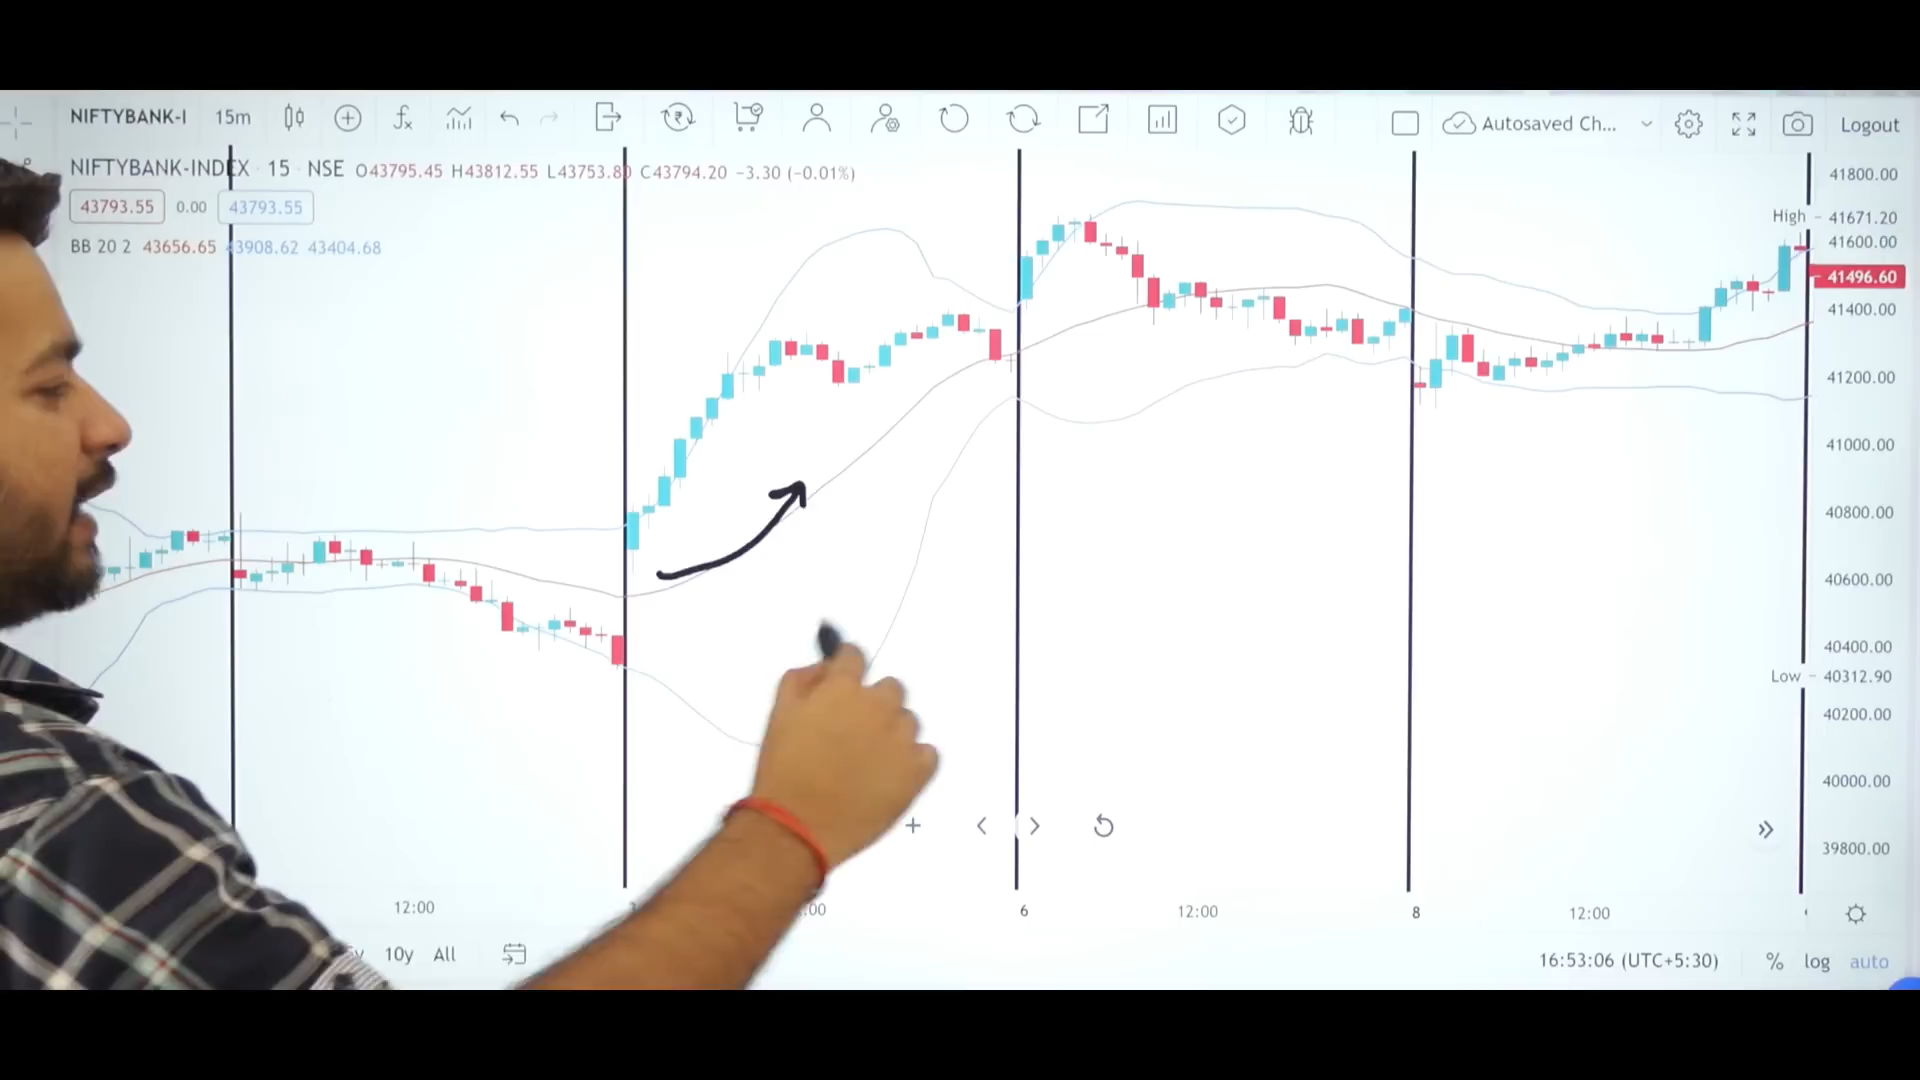 NIFTYBANK-I 15m Autosaved Ch... Logout
NIFTYBANK-INDEX · 15 · NSE O43795.45 H43812.55 L43753.80 C43794.20 −3.30 (−0.01%)
43793.55 0.00 43793.55
BB 20 2 43656.65 43908.62 43404.68
41800.00
High 41671.20
41600.00
41496.60
41400.00
41200.00
41000.00
40800.00
40600.00
40400.00
Low 40312.90
40200.00
40000.00
39800.00
12:00 :00 6 12:00 8 12:00
10y All
16:53:06 (UTC+5:30) % log auto